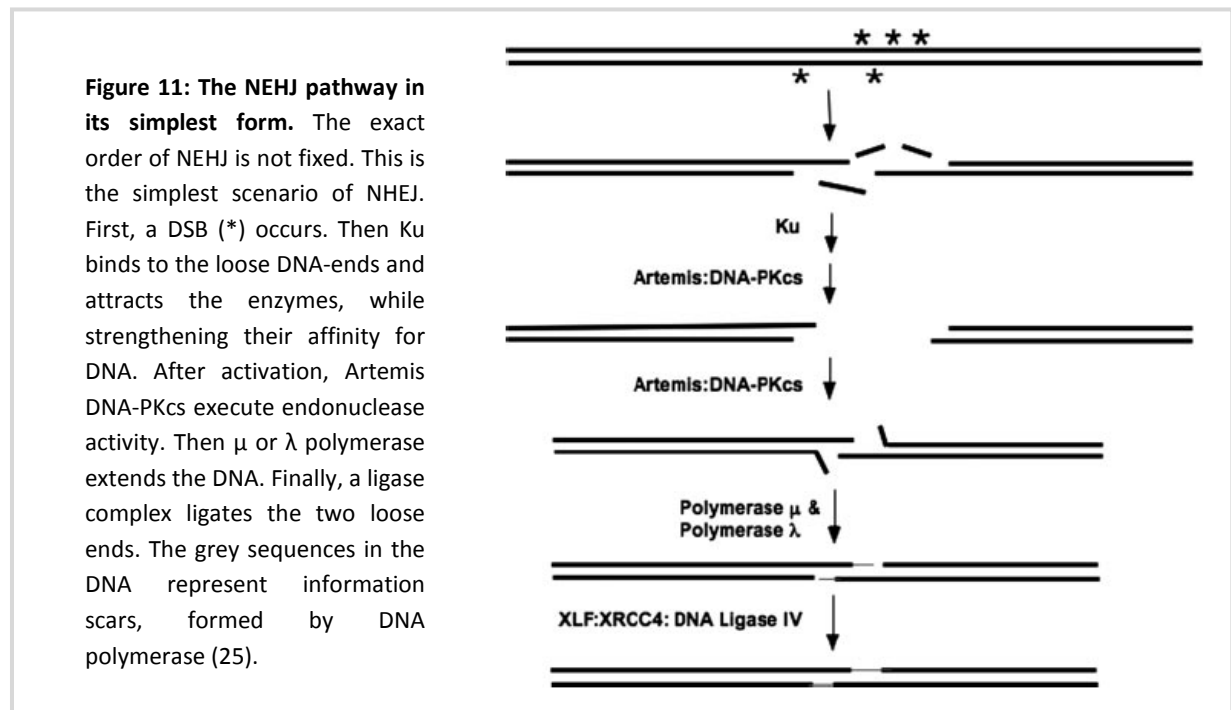 Figure 11: The NEHJ pathway in
its simplest form. The exact
order of NEHJ is not fixed. This is
the simplest scenario of NHEJ.
First, a DSB (*) occurs. Then Ku
binds to the loose DNA-ends and
attracts the enzymes, while
strengthening their affinity for
DNA. After activation, Artemis
DNA-PKcs execute endonuclease
activity. Then μ or λ polymerase
extends the DNA. Finally, a ligase
complex ligates the two loose
ends. The grey sequences in the
DNA represent information
scars, formed by DNA
polymerase (25).
* * *
* *
Ku
Artemis:DNA-PKcs
Artemis:DNA-PKcs
Polymerase μ &
Polymerase λ
XLF:XRCC4: DNA Ligase IV